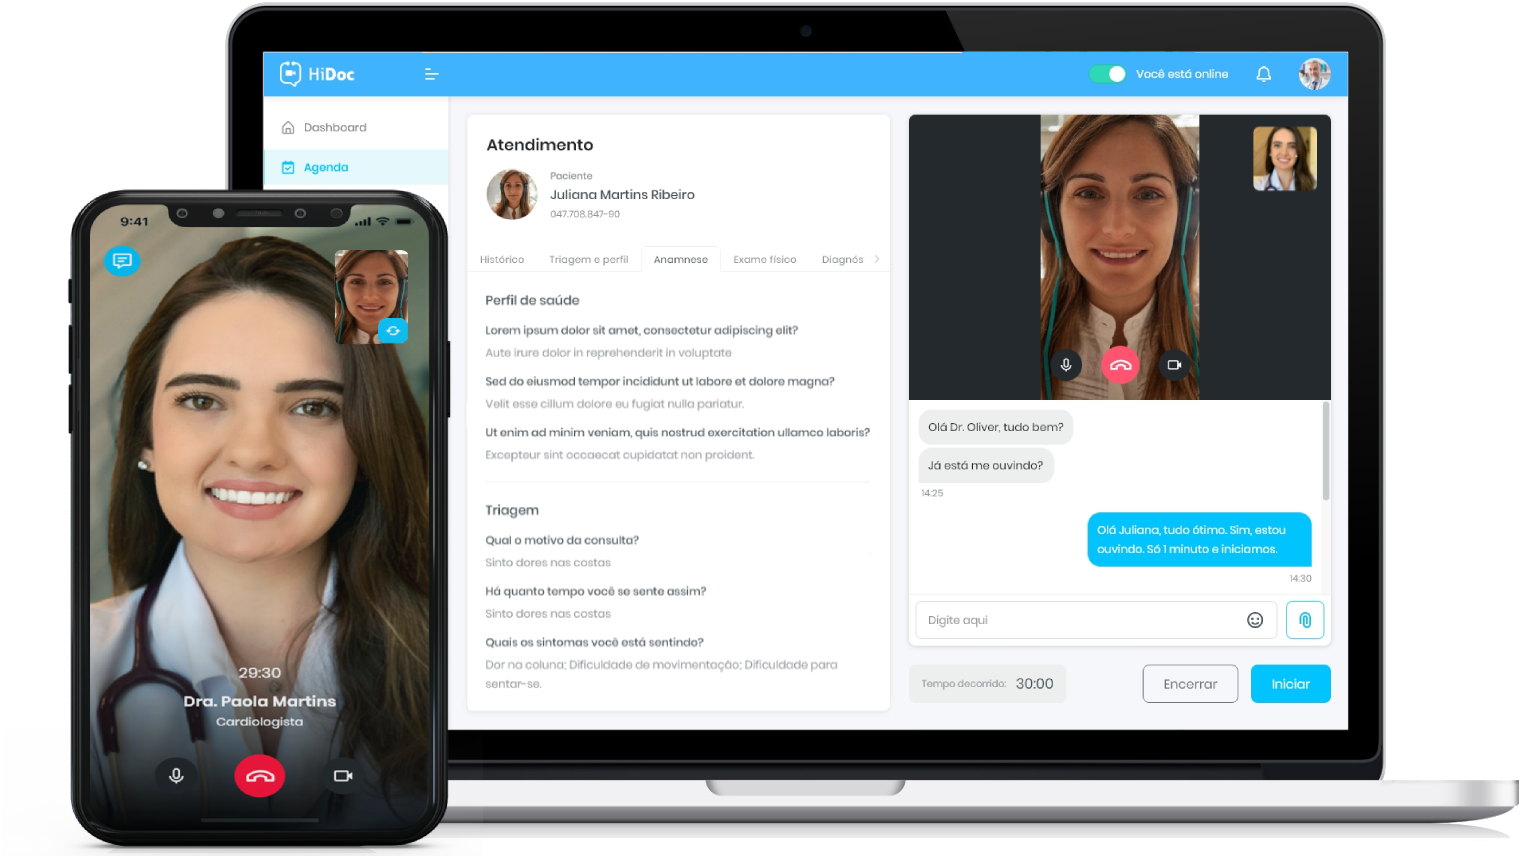 HiDoc
Você está online
Dashboard
Agenda
Atendimento
Paciente
Juliana Martins Ribeiro
047.708.847-90
Histórico
Triagem e perfil
Anamnese
Exame físico
Diagnós
Perfil de saúde
Lorem ipsum dolor sit amet, consectetur adipiscing elit?
Aute irure dolor in reprehenderit in voluptate
Sed do eiusmod tempor incididunt ut labore et dolore magna?
Velit esse cillum dolore eu fugiat nulla pariatur.
Ut enim ad minim veniam, quis nostrud exercitation ullamco laboris?
Excepteur sint occaecat cupidatat non proident.
Triagem
Qual o motivo da consulta?
Sinto dores nas costas
Há quanto tempo você se sente assim?
Sinto dores nas costas
Quais os sintomas você está sentindo?
Dor na coluna; Dificuldade de movimentação; Dificuldade para
sentar-se.
Olá Dr. Oliver, tudo bem?
Já está me ouvindo?
14:25
Olá Juliana, tudo ótimo. Sim, estou
ouvindo. Só 1 minuto e iniciamos.
14:30
Digite aqui
Tempo decorrido: 30:00
Encerrar
Iniciar
9:41
29:30
Dra. Paola Martins
Cardiologista